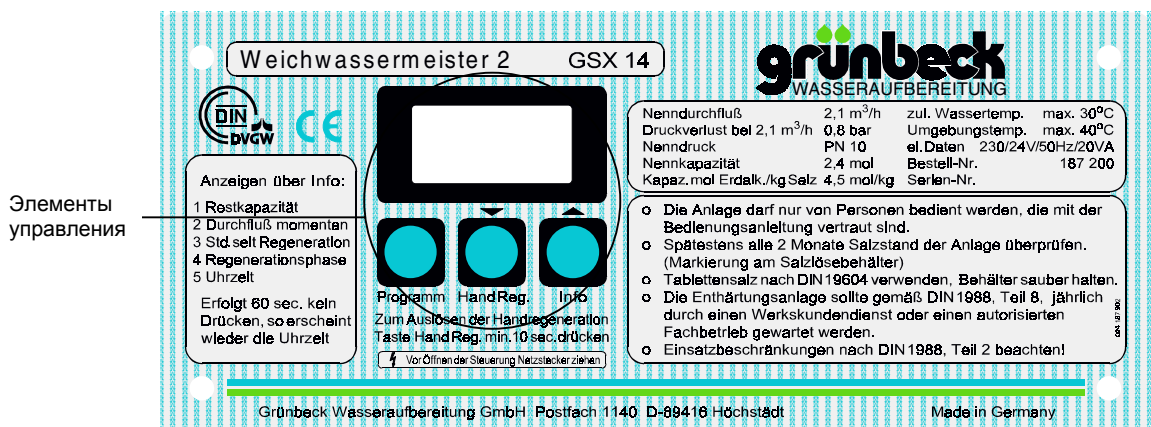 Weichwassermeister 2 GSX 14
grünbeck
WASSERAUFBEREITUNG
DIN
DVGW
CE
Nenndurchfluß 2,1 m³/h zul. Wassertemp. max. 30°C
Druckverlust bei 2,1 m³/h 0,8 bar Umgebungstemp. max. 40°C
Nenndruck PN 10 el.Daten 230/24V/50Hz/20VA
Nennkapazität 2,4 mol Bestell-Nr. 187 200
Kapaz.mol Erdalk./kg Salz 4,5 mol/kg Serien-Nr.
Anzeigen über Info:
1 Restkapazität
2 Durchfluß momentan
3 Std.seit Regeneration
4 Regenerationsphase
5 Uhrzeit
Erfolgt 60 sec. kein
Drücken, so erscheint
wieder die Uhrzeit
Элементы
управления
Programm Hand Reg. Info
Zum Auslösen der Handregeneration
Taste Hand Reg. min.10 sec.drücken
Vor Öffnen der Steuerung Netzstecker ziehen
o Die Anlage darf nur von Personen bedient werden, die mit der
Bedienungsanleitung vertraut sind.
o Spätestens alle 2 Monate Salzstand der Anlage überprüfen.
(Markierung am Salzlösebehälter)
o Tablettensalz nach DIN 19604 verwenden, Behälter sauber halten.
o Die Enthärtungsanlage sollte gemäß DIN 1988, Teil 8, jährlich
durch einen Werkskundendienst oder einen autorisierten
Fachbetrieb gewartet werden.
o Einsatzbeschränkungen nach DIN 1988, Teil 2 beachten!
Grünbeck Wasseraufbereitung GmbH Postfach 1140 D-89416 Höchstädt Made in Germany